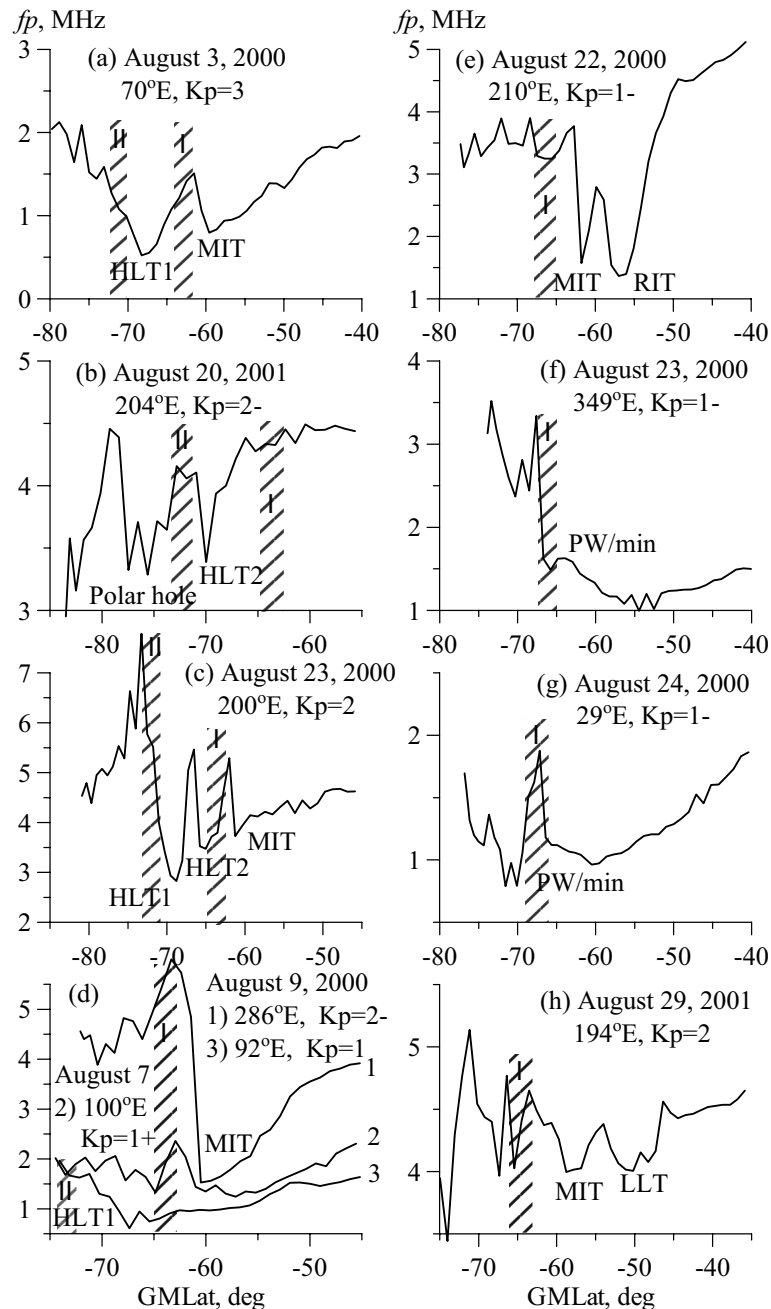 fp, MHz
(a) August 3, 2000
70°E, Kp=3
II
I
HLT1
MIT
3
2
1
0
-80 -70 -60 -50 -40
(b) August 20, 2001
204°E, Kp=2-
II
I
HLT2
Polar hole
5
4
3
-80 -70 -60
(c) August 23, 2000
200°E, Kp=2
II
I
HLT2
MIT
HLT1
7
6
5
4
3
2
-80 -70 -60 -50
(d)
August 9, 2000
1) 286°E, Kp=2-
3) 92°E, Kp=1
I
1
August 7
2) 100°E
Kp=1+
MIT
2
3
II
HLT1
5
4
3
2
1
-70 -60 -50
GMLat, deg
fp, MHz
(e) August 22, 2000
210°E, Kp=1-
I
MIT RIT
5
4
3
2
1
-80 -70 -60 -50 -40
(f) August 23, 2000
349°E, Kp=1-
I
PW/min
4
3
2
1
-80 -70 -60 -50 -40
(g) August 24, 2000
29°E, Kp=1-
I
PW/min
2
1
-80 -70 -60 -50 -40
(h) August 29, 2001
194°E, Kp=2
I
MIT LLT
5
4
-70 -60 -50 -40
GMLat, deg